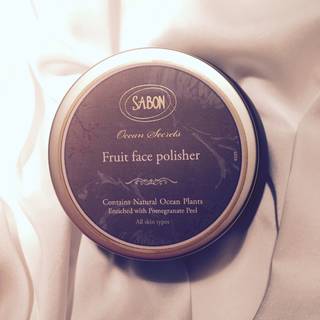 SABON
Ocean Secrets
Fruit face polisher
Contains Natural Ocean Plants
Enriched with Pomegranate Peel
All skin types